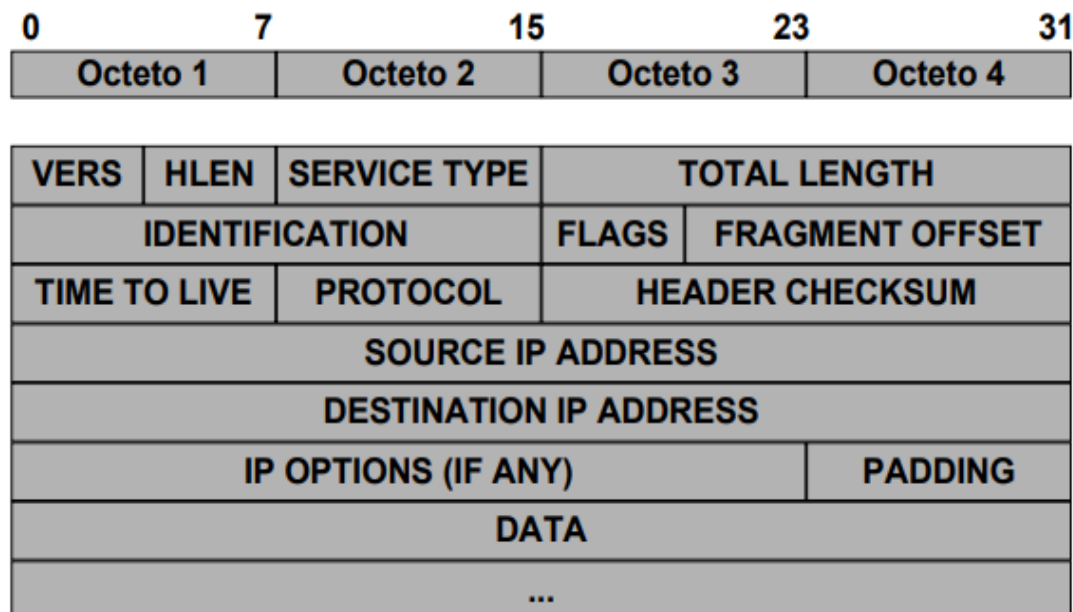 0 7 15 23 31
Octeto 1 Octeto 2 Octeto 3 Octeto 4
VERS HLEN SERVICE TYPE TOTAL LENGTH
IDENTIFICATION FLAGS FRAGMENT OFFSET
TIME TO LIVE PROTOCOL HEADER CHECKSUM
SOURCE IP ADDRESS
DESTINATION IP ADDRESS
IP OPTIONS (IF ANY) PADDING
DATA
...